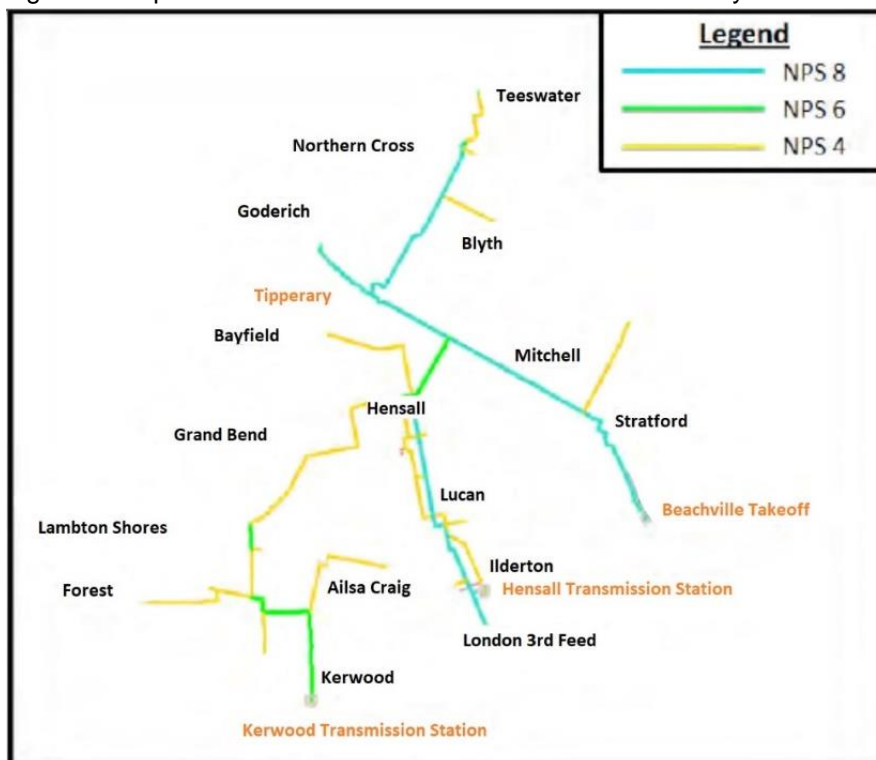 Legend
NPS 8
NPS 6
NPS 4
Teeswater
Northern Cross
Goderich
Blyth
Tipperary
Bayfield
Mitchell
Hensall
Stratford
Grand Bend
Lucan
Beachville Takeoff
Lambton Shores
Ilderton
Forest
Ailsa Craig
Hensall Transmission Station
London 3rd Feed
Kerwood
Kerwood Transmission Station